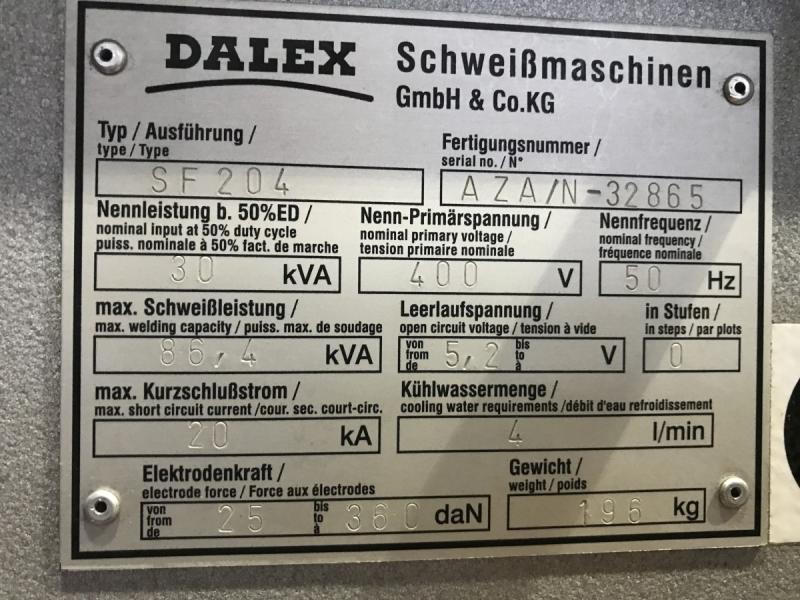 DALEX Schweißmaschinen
GmbH & Co.KG
Typ / Ausführung /
type / Type
SF 204
Fertigungsnummer /
serial no. / N°
AZA/N-32865
Nennleistung b. 50%ED /
nominal input at 50% duty cycle
puiss. nominale à 50% fact. de marche
30 kVA
Nenn-Primärspannung /
nominal primary voltage /
tension primaire nominale
400 V
Nennfrequenz /
nominal frequency /
fréquence nominale
50 Hz
max. Schweißleistung /
max. welding capacity / puiss. max. de soudage
86,4 kVA
Leerlaufspannung /
open circuit voltage / tension à vide
von
from
de
5,2
bis
to
à
V
in Stufen /
in steps / par plots
0
max. Kurzschlußstrom /
max. short circuit current /cour. sec. court-circ.
20 kA
Kühlwassermenge /
cooling water requirements /débit d'eau refroidissement
4 l/min
Elektrodenkraft /
electrode force / Force aux électrodes
von
from
de
25
bis
to
à
360 daN
Gewicht /
weight / poids
196 kg